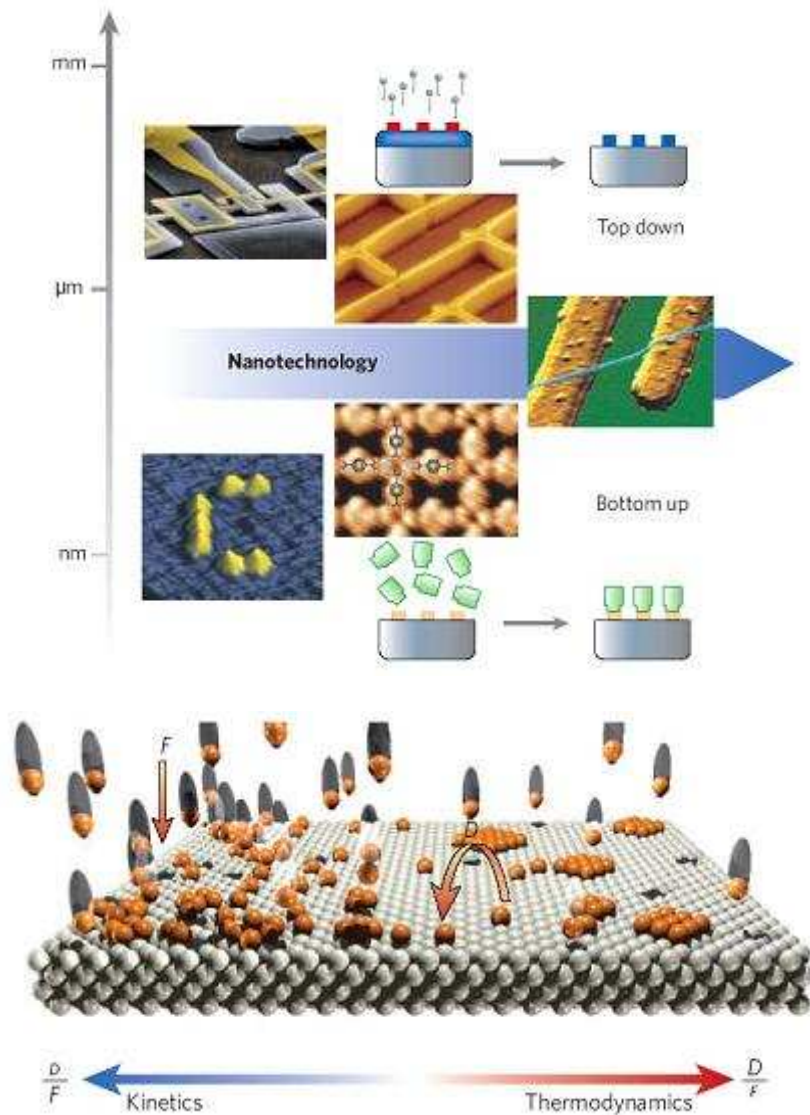 mm
Top down
μm
Nanotechnology
Bottom up
nm
F
D
D
F
Kinetics
Thermodynamics
D
F